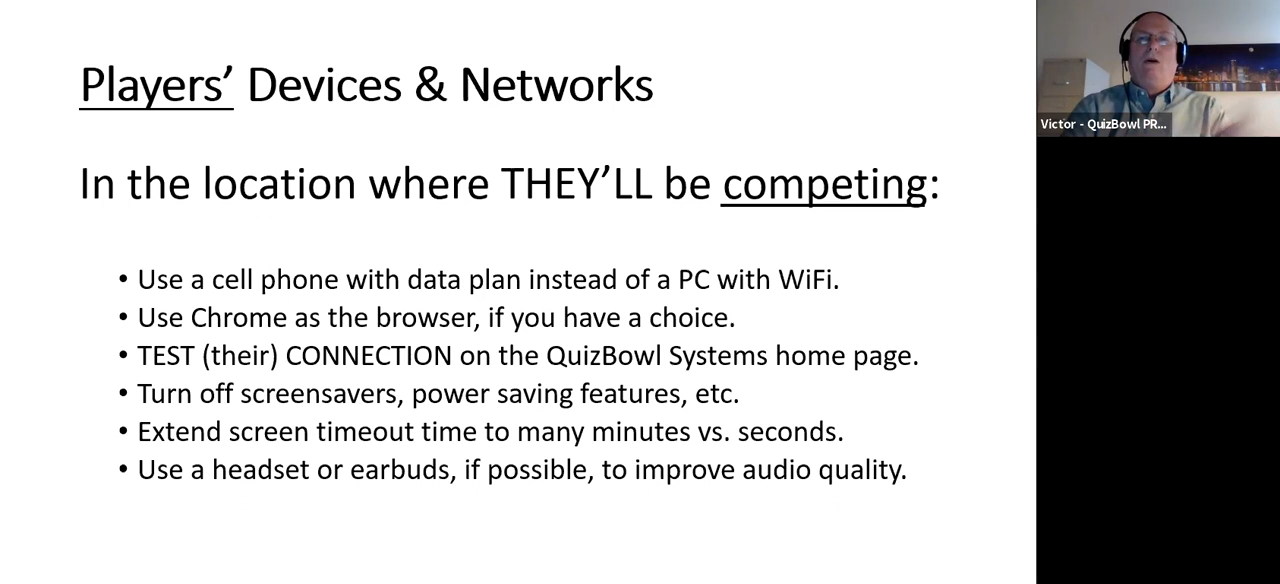 Players’ Devices & Networks
In the location where THEY’LL be competing:
• Use a cell phone with data plan instead of a PC with WiFi.
• Use Chrome as the browser, if you have a choice.
• TEST (their) CONNECTION on the QuizBowl Systems home page.
• Turn off screensavers, power saving features, etc.
• Extend screen timeout time to many minutes vs. seconds.
• Use a headset or earbuds, if possible, to improve audio quality.
Victor - QuizBowl PR...